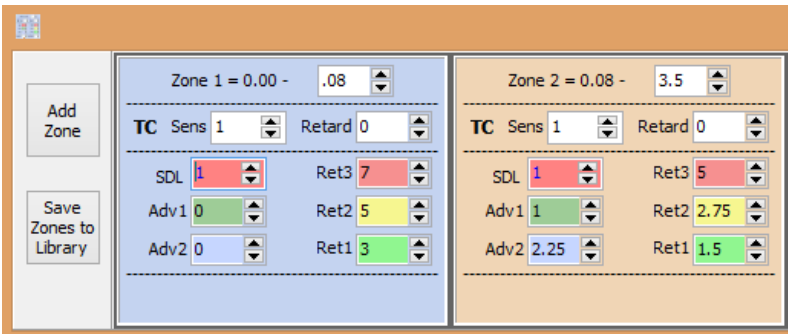 Add
Zone
Save
Zones to
Library
Zone 1 = 0.00 - .08
TC Sens 1 Retard 0
SDL 1 Ret3 7
Adv1 0 Ret2 5
Adv2 0 Ret1 3
Zone 2 = 0.08 - 3.5
TC Sens 1 Retard 0
SDL 1 Ret3 5
Adv1 1 Ret2 2.75
Adv2 2.25 Ret1 1.5